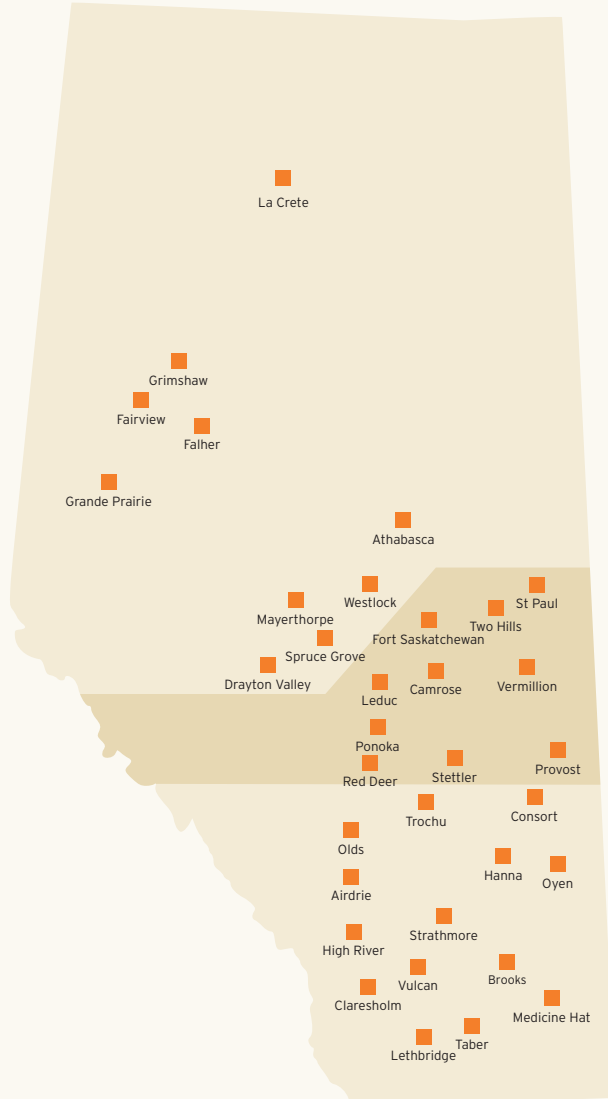 La Crete
Grimshaw
Fairview
Falher
Grande Prairie
Athabasca
Westlock
St Paul
Mayerthorpe
Two Hills
Fort Saskatchewan
Spruce Grove
Drayton Valley
Camrose
Vermillion
Leduc
Ponoka
Provost
Stettler
Red Deer
Consort
Trochu
Olds
Hanna
Oyen
Airdrie
Strathmore
High River
Brooks
Vulcan
Claresholm
Medicine Hat
Taber
Lethbridge